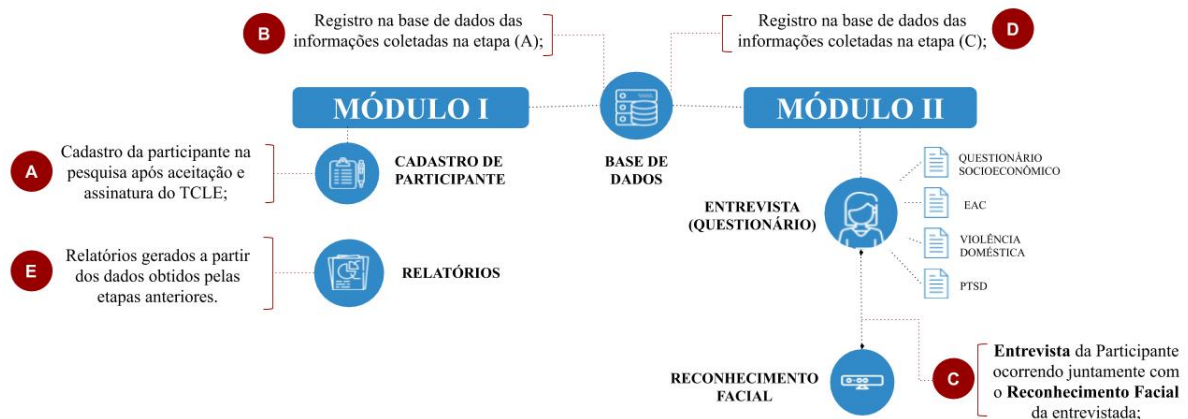 B
Registro na base de dados das
informações coletadas na etapa (A);
Registro na base de dados das
informações coletadas na etapa (C);
D
MÓDULO I
MÓDULO II
A
Cadastro da participante na
pesquisa após aceitação e
assinatura do TCLE;
CADASTRO DE
PARTICIPANTE
BASE DE
DADOS
ENTREVISTA
(QUESTIONÁRIO)
QUESTIONÁRIO
SOCIOECONÔMICO
EAC
VIOLÊNCIA
DOMÉSTICA
PTSD
E
Relatórios gerados a partir
dos dados obtidos pelas
etapas anteriores.
RELATÓRIOS
RECONHECIMENTO
FACIAL
C
Entrevista da Participante
ocorrendo juntamente com
o Reconhecimento Facial
da entrevistada;